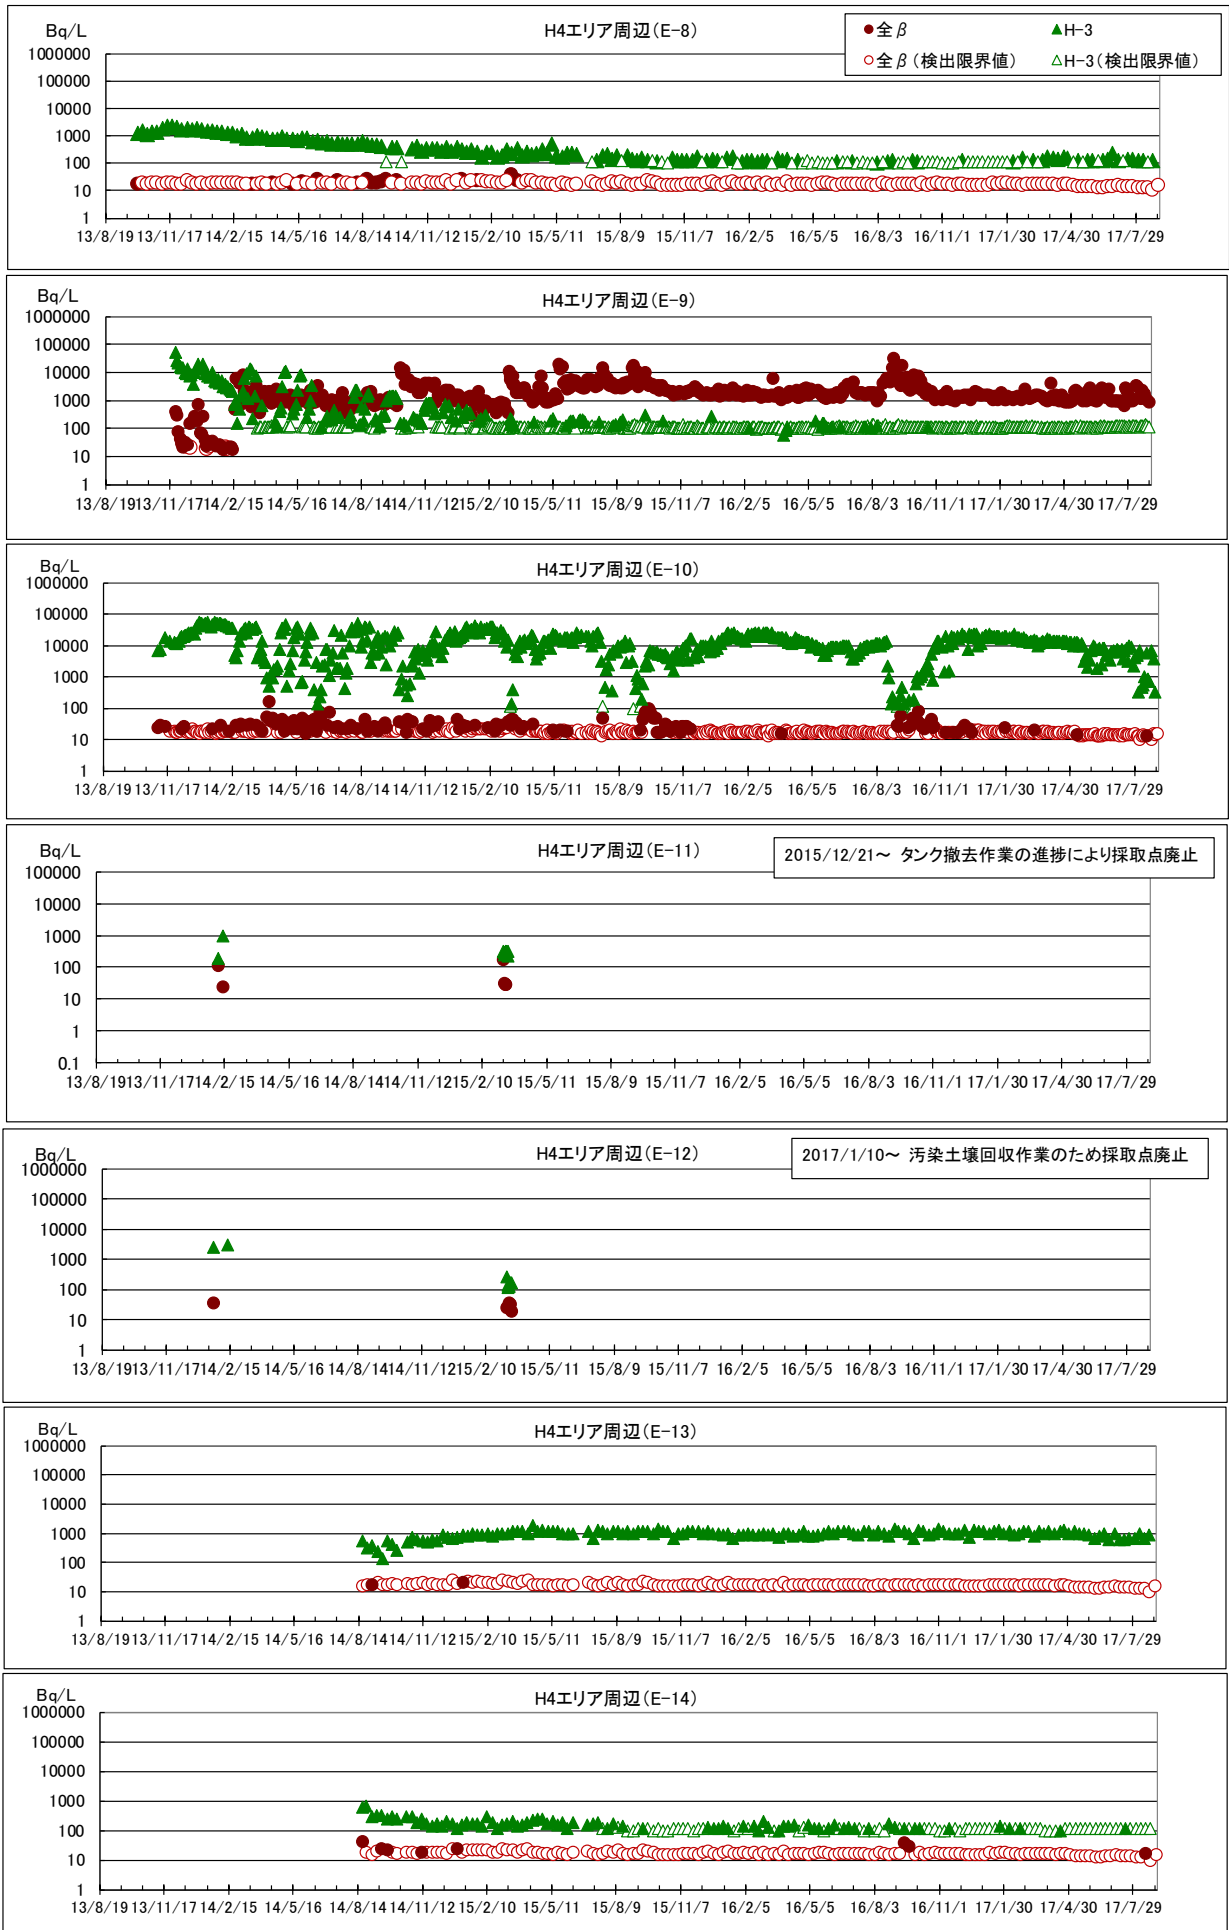 Bq/L
H4エリア周辺（E-8）
●全β ▲H-3
○全β（検出限界値） △H-3（検出限界値）
1000000
100000
10000
1000
100
10
1
13/8/19 13/11/17 14/2/15 14/5/16 14/8/14 14/11/12 15/2/10 15/5/11 15/8/9 15/11/7 16/2/5 16/5/5 16/8/3 16/11/1 17/1/30 17/4/30 17/7/29
Bq/L
H4エリア周辺（E-9）
1000000
100000
10000
1000
100
10
1
13/8/19 13/11/17 14/2/15 14/5/16 14/8/14 14/11/12 15/2/10 15/5/11 15/8/9 15/11/7 16/2/5 16/5/5 16/8/3 16/11/1 17/1/30 17/4/30 17/7/29
Bq/L
H4エリア周辺（E-10）
1000000
100000
10000
1000
100
10
1
13/8/19 13/11/17 14/2/15 14/5/16 14/8/14 14/11/12 15/2/10 15/5/11 15/8/9 15/11/7 16/2/5 16/5/5 16/8/3 16/11/1 17/1/30 17/4/30 17/7/29
Bq/L
H4エリア周辺（E-11）
2015/12/21～ タンク撤去作業の進捗により採取点廃止
100000
10000
1000
100
10
1
0.1
13/8/19 13/11/17 14/2/15 14/5/16 14/8/14 14/11/12 15/2/10 15/5/11 15/8/9 15/11/7 16/2/5 16/5/5 16/8/3 16/11/1 17/1/30 17/4/30 17/7/29
Bq/L
H4エリア周辺（E-12）
2017/1/10～ 汚染土壌回収作業のため採取点廃止
1000000
100000
10000
1000
100
10
1
13/8/19 13/11/17 14/2/15 14/5/16 14/8/14 14/11/12 15/2/10 15/5/11 15/8/9 15/11/7 16/2/5 16/5/5 16/8/3 16/11/1 17/1/30 17/4/30 17/7/29
Bq/L
H4エリア周辺（E-13）
1000000
100000
10000
1000
100
10
1
13/8/19 13/11/17 14/2/15 14/5/16 14/8/14 14/11/12 15/2/10 15/5/11 15/8/9 15/11/7 16/2/5 16/5/5 16/8/3 16/11/1 17/1/30 17/4/30 17/7/29
Bq/L
H4エリア周辺（E-14）
1000000
100000
10000
1000
100
10
1
13/8/19 13/11/17 14/2/15 14/5/16 14/8/14 14/11/12 15/2/10 15/5/11 15/8/9 15/11/7 16/2/5 16/5/5 16/8/3 16/11/1 17/1/30 17/4/30 17/7/29